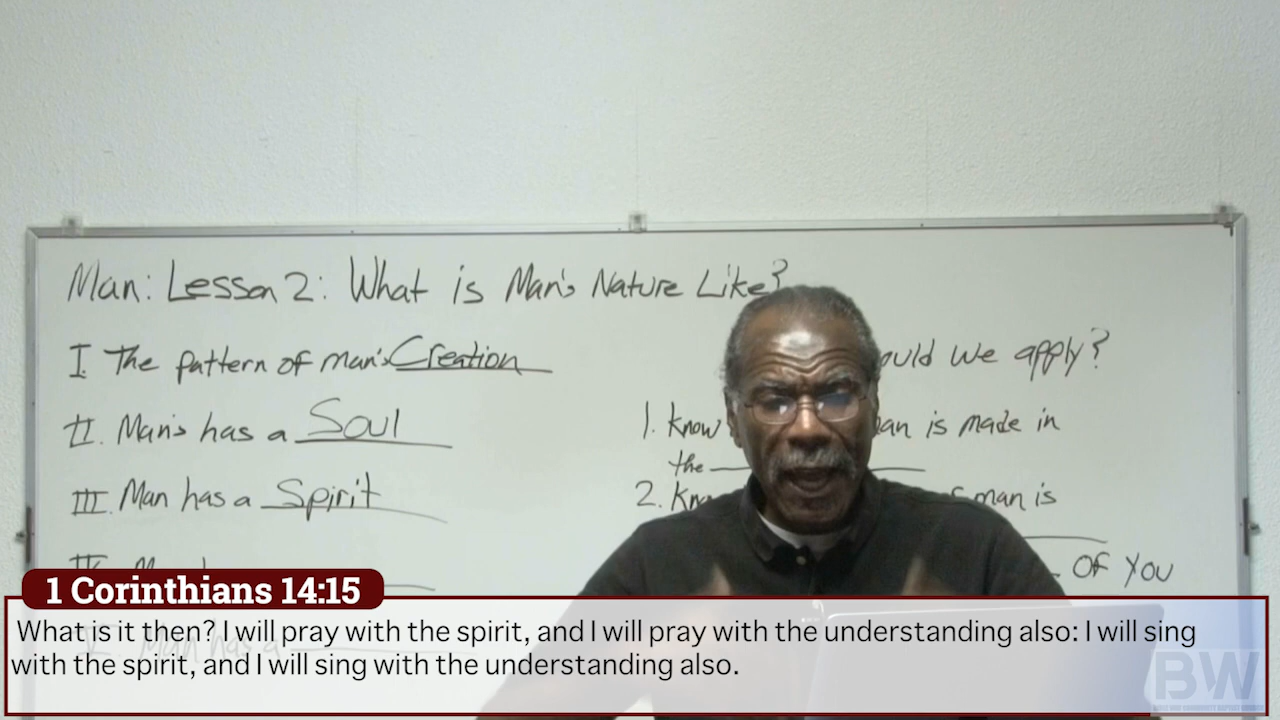 Man: Lesson 2: What is Man's Nature Like?
I. The pattern of man's Creation
II. Man's has a Soul
III. Man has a Spirit
V. Man has a
ould we apply?
1. Know an is made in
the
2. Kn f man is
of you
1 Corinthians 14:15
What is it then? I will pray with the spirit, and I will pray with the understanding also: I will sing
with the spirit, and I will sing with the understanding also.
BW